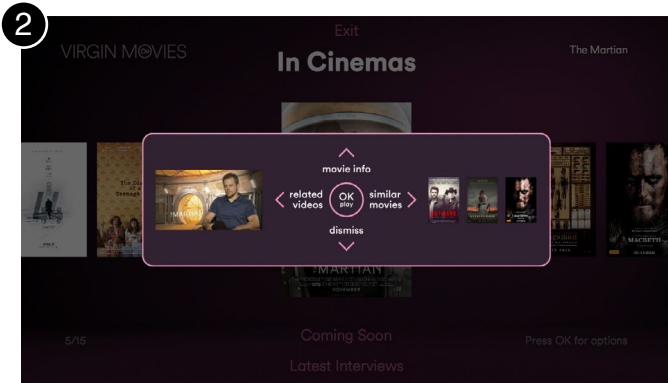 2
Exit
VIRGIN MOVIES
In Cinemas
The Martian
movie info
related
videos
OK
play
similar
movies
dismiss
MARTIAN
NOVEMBER
MACBETH
5/15
Coming Soon
Press OK for options
Latest Interviews